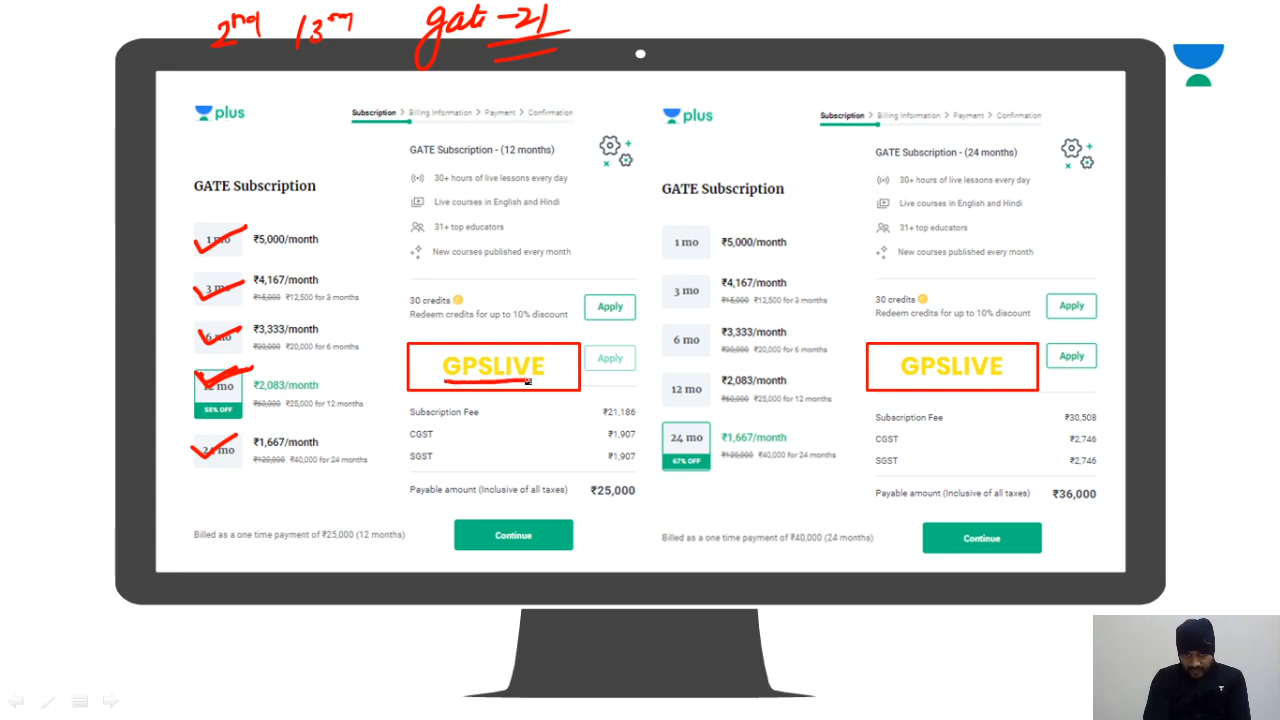 2nd 13th gate -21
plus
Subscription > Billing Information > Payment > Confirmation
GATE Subscription - (12 months)
30+ hours of live lessons every day
Live courses in English and Hindi
31+ top educators
New courses published every month
GATE Subscription
1 mo ₹5,000/month
3 mo ₹4,167/month
₹15,000 ₹12,500 for 3 months
6 mo ₹3,333/month
₹30,000 ₹20,000 for 6 months
12 mo ₹2,083/month
58% OFF ₹60,000 ₹25,000 for 12 months
24 mo ₹1,667/month
₹120,000 ₹40,000 for 24 months
30 credits
Redeem credits for up to 10% discount
Apply
GPSLIVE
Apply
Subscription Fee ₹21,186
CGST ₹1,907
SGST ₹1,907
Payable amount (Inclusive of all taxes) ₹25,000
Billed as a one time payment of ₹25,000 (12 months)
Continue
plus
Subscription > Billing Information > Payment > Confirmation
GATE Subscription - (24 months)
30+ hours of live lessons every day
Live courses in English and Hindi
31+ top educators
New courses published every month
GATE Subscription
1 mo ₹5,000/month
3 mo ₹4,167/month
₹15,000 ₹12,500 for 3 months
6 mo ₹3,333/month
₹30,000 ₹20,000 for 6 months
12 mo ₹2,083/month
₹60,000 ₹25,000 for 12 months
24 mo ₹1,667/month
67% OFF ₹120,000 ₹40,000 for 24 months
30 credits
Redeem credits for up to 10% discount
Apply
GPSLIVE
Apply
Subscription Fee ₹30,508
CGST ₹2,746
SGST ₹2,746
Payable amount (Inclusive of all taxes) ₹36,000
Billed as a one time payment of ₹40,000 (24 months)
Continue